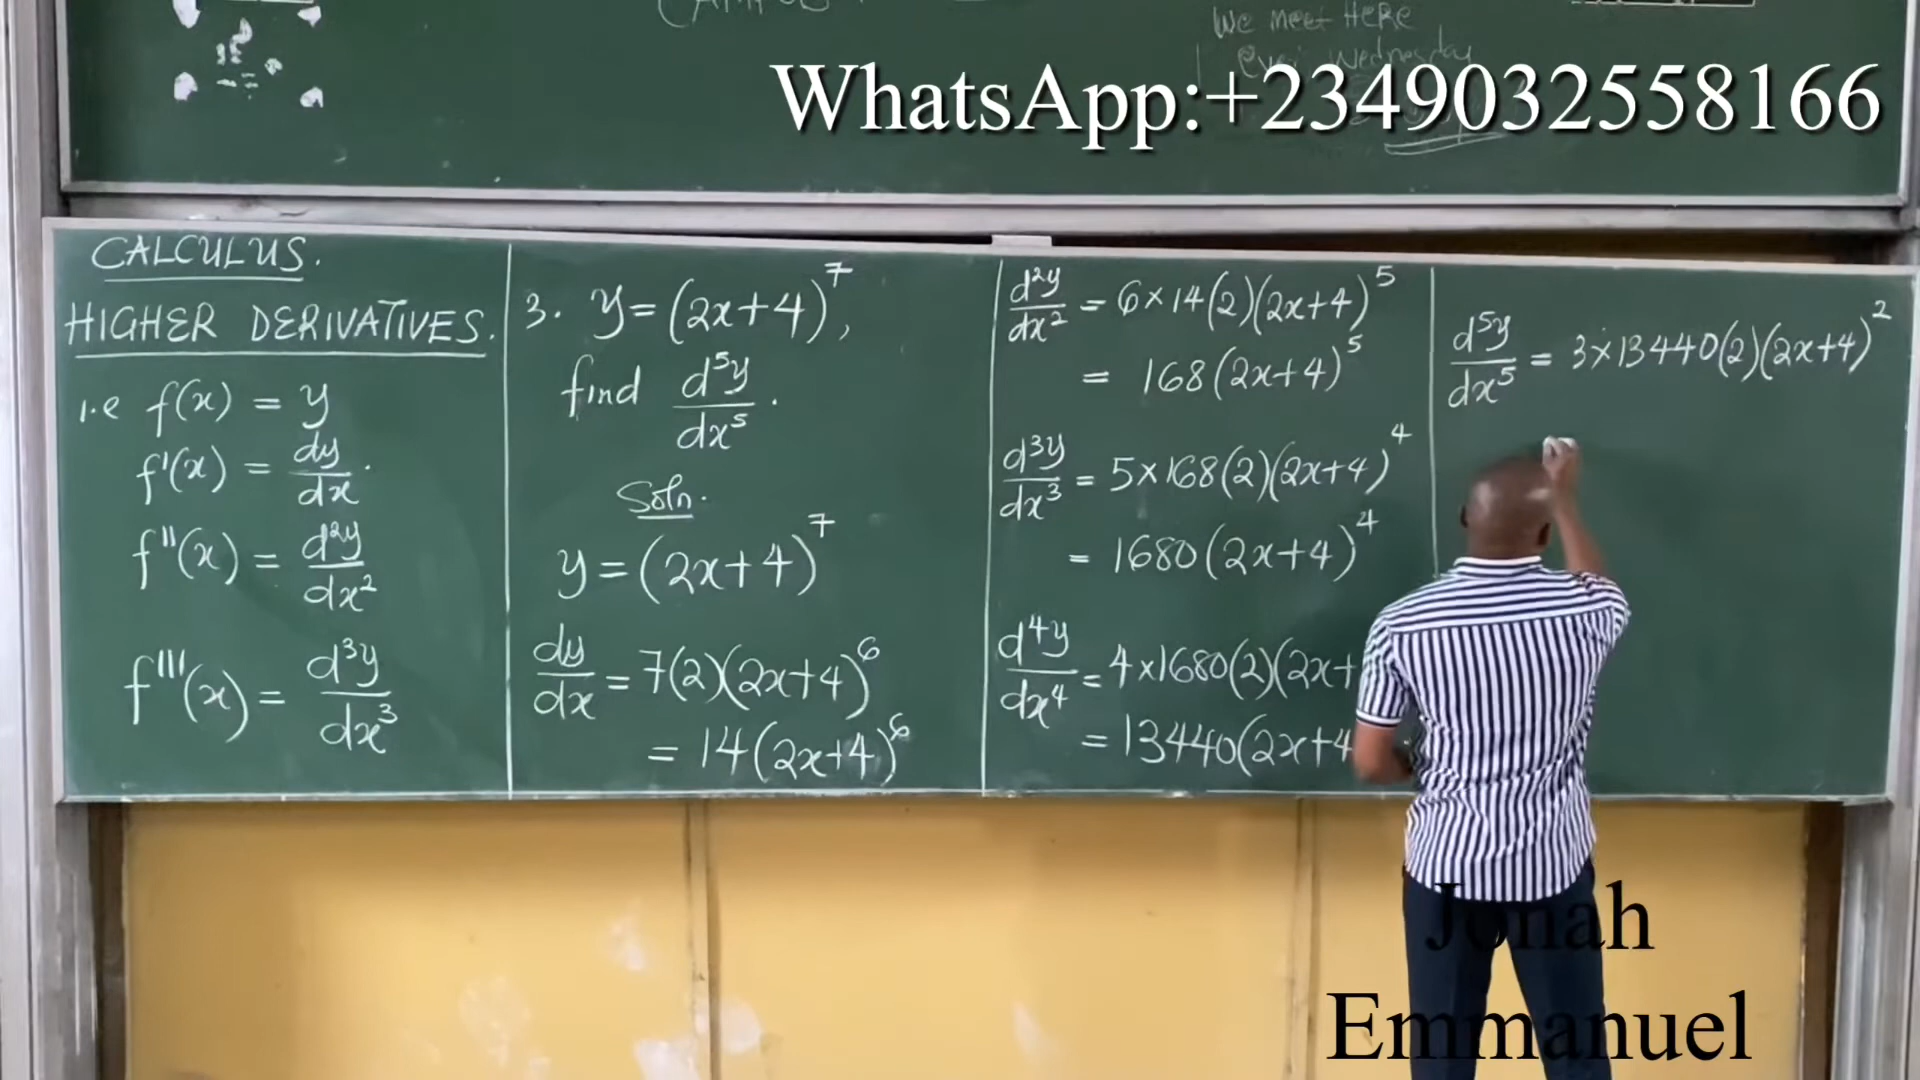 We meet HeRe
Wednesday
WhatsApp:+2349032558166
CALCULUS.
HIGHER DERIVATIVES.
i.e f(x) = y
f'(x) = dy/dx.
f''(x) = d²y/dx²
f'''(x) = d³y/dx³
3. y=(2x+4)⁷,
find d⁵y/dx⁵.
Soln.
y=(2x+4)⁷
dy/dx = 7(2)(2x+4)⁶
= 14(2x+4)⁶
d²y/dx² = 6×14(2)(2x+4)⁵
= 168(2x+4)⁵
d³y/dx³ = 5×168(2)(2x+4)⁴
= 1680(2x+4)⁴
d⁴y/dx⁴ = 4×1680(2)(2x+
= 13440(2x+4
d⁵y/dx⁵ = 3×13440(2)(2x+4)²
Jonah
Emmanuel